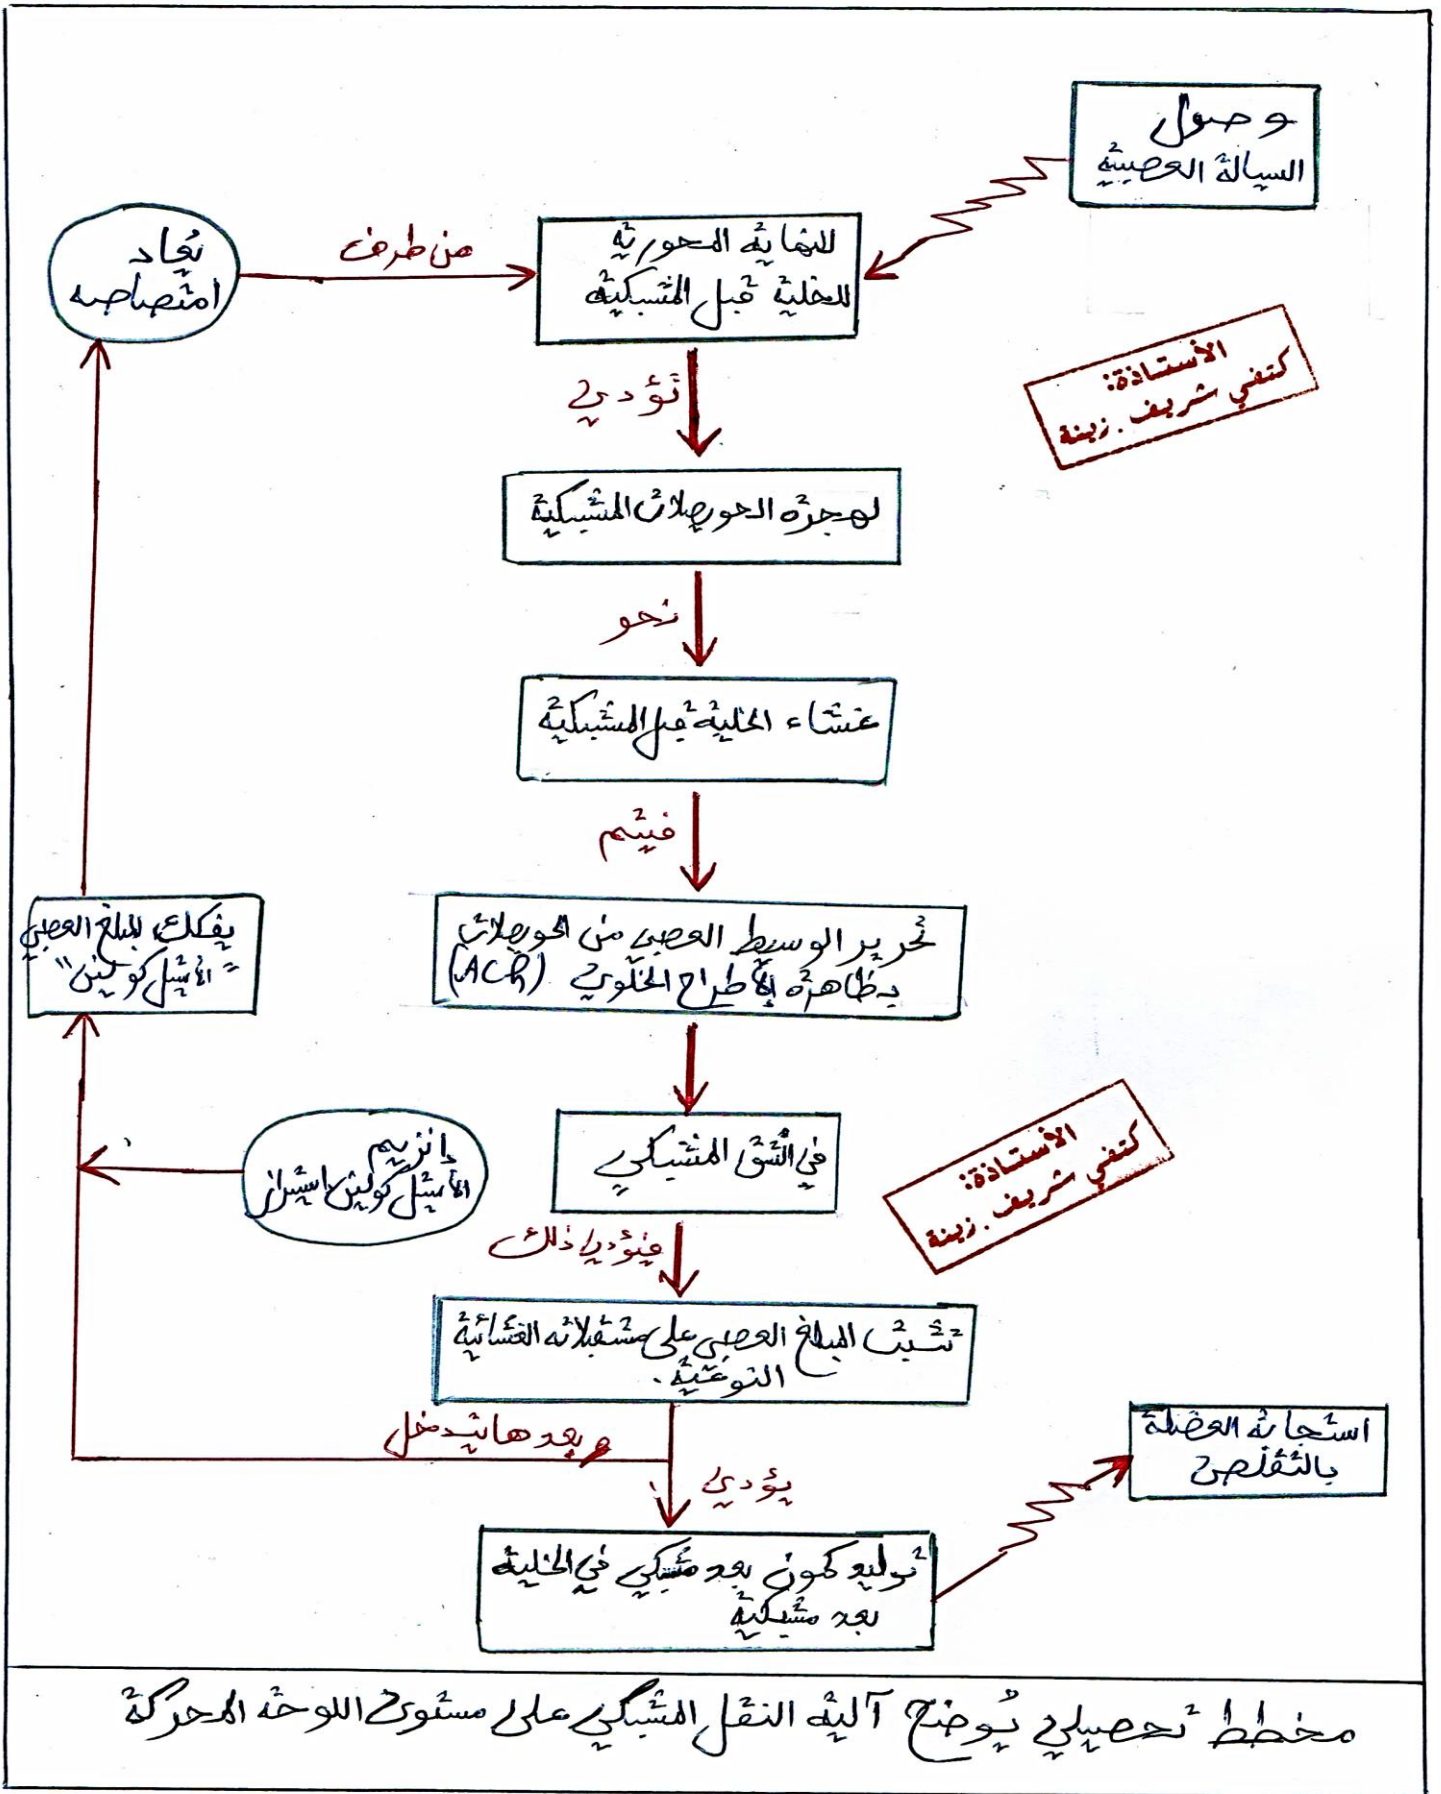 وصول
السيالة العصبية
للنهاية المحورية
للخلية قبل المشبكية
يُعاد
امتصاصه
من طرف
الأستاذة:
كتفي شريف . زينة
تؤدي
لهجرة الحويصلات المشبكية
نحو
غشاء الخلية قبل المشبكية
فيتم
تحرير الوسيط العصبي من الحويصلات
بظاهرة الأطراح الخلوي (ACh)
يفكك المبلغ العصبي
"الأستيل كولين"
في الشق المشبكي
إنزيم
الأستيل كولين استيراز
الأستاذة:
كتفي شريف . زينة
فيؤدي ذلك
تثبت المبلغ العصبي على مستقبلاته الغشائية
النوعية.
وبعدها يتدخل
يؤدي
استجابة العضلة
بالتقلص
توليد كمون بعد مشبكي في الخلية
بعد مشبكية
مخطط تحصيلي يُوضح آلية النقل المشبكي على مستوى اللوحة المحركة